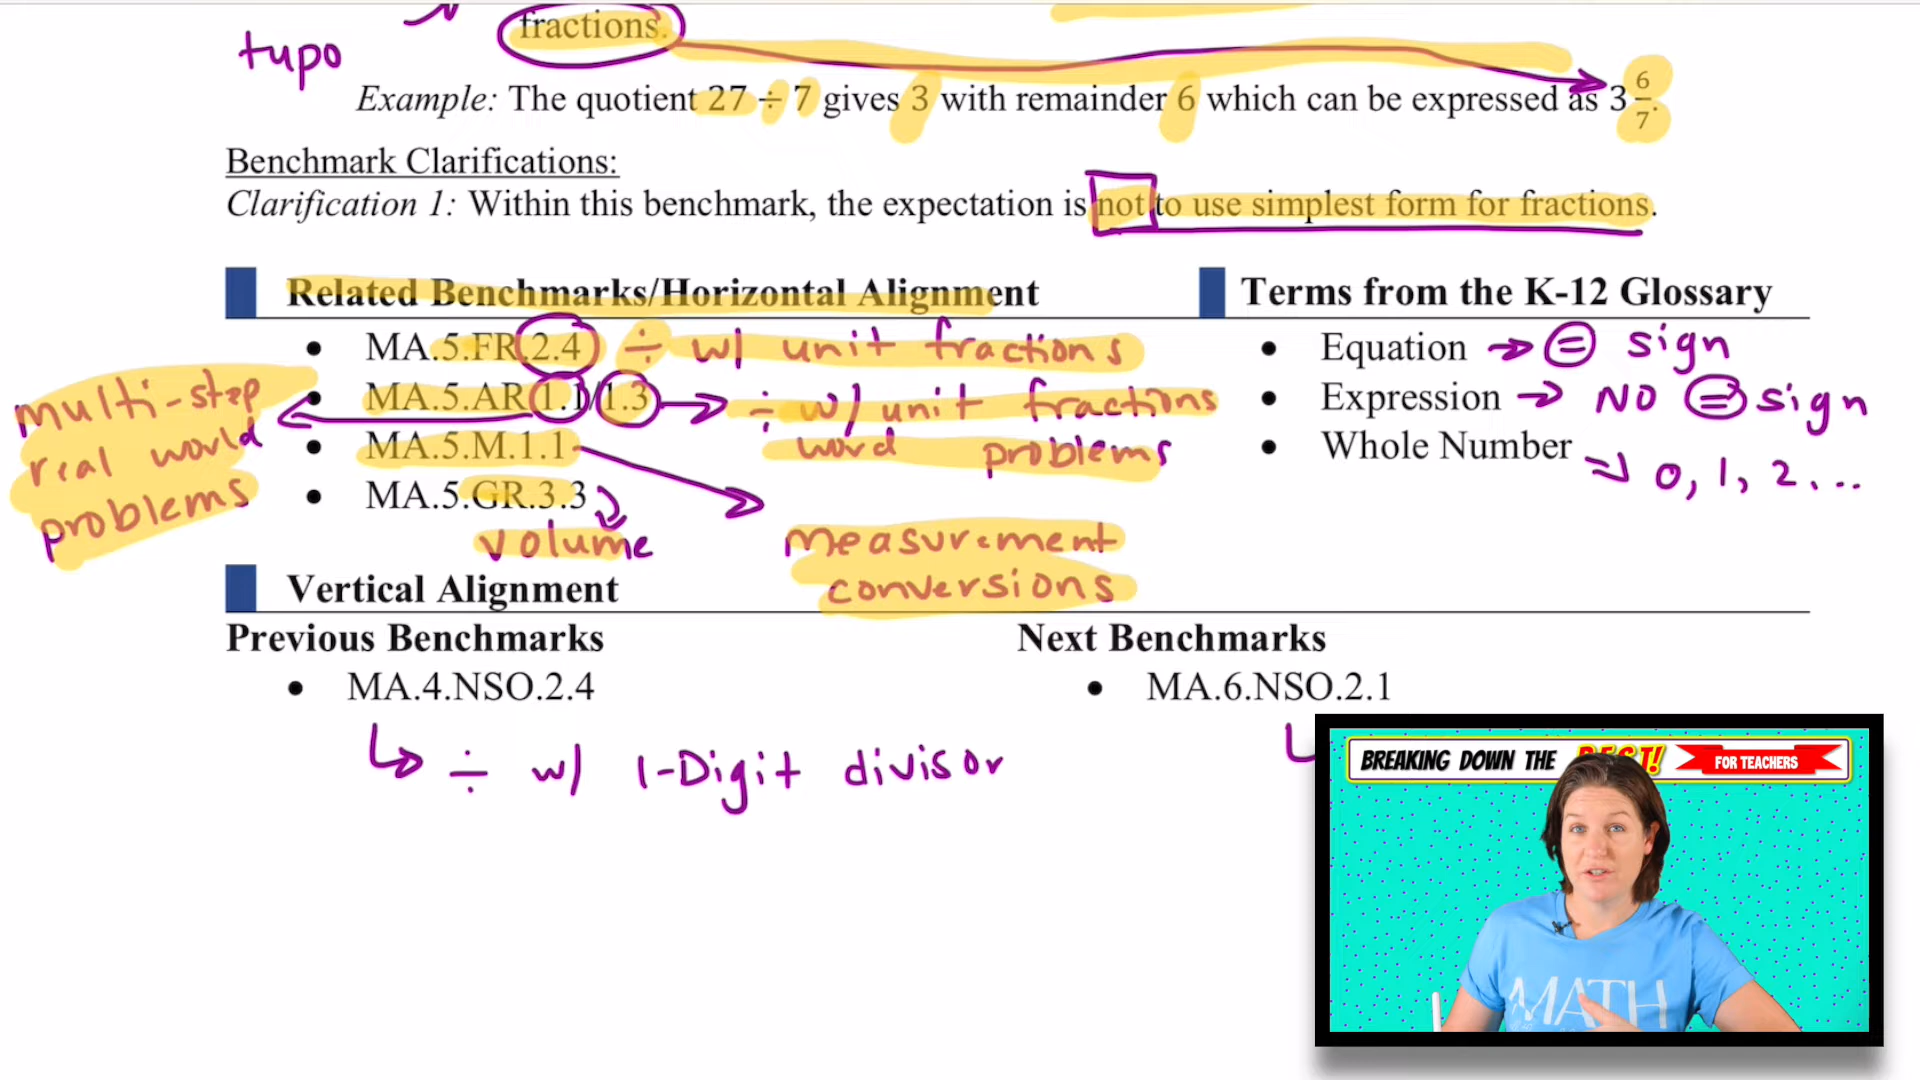 fractions.
typo
Example: The quotient 27 ÷ 7 gives 3 with remainder 6 which can be expressed as 3 6/7.
Benchmark Clarifications:
Clarification 1: Within this benchmark, the expectation is not to use simplest form for fractions.
Related Benchmarks/Horizontal Alignment
• MA.5.FR.2.4 ÷ w/ unit fractions
• MA.5.AR.1.1/1.3 → ÷ w/ unit fractions word problems
multi-step real world problems
• MA.5.M.1.1
measurement conversions
• MA.5.GR.3.3
volume
Terms from the K-12 Glossary
• Equation → = sign
• Expression → NO = sign
• Whole Number → 0, 1, 2, ...
Vertical Alignment
Previous Benchmarks
• MA.4.NSO.2.4
↳ ÷ w/ 1-Digit divisor
Next Benchmarks
• MA.6.NSO.2.1
BREAKING DOWN THE
FOR TEACHERS
MATH